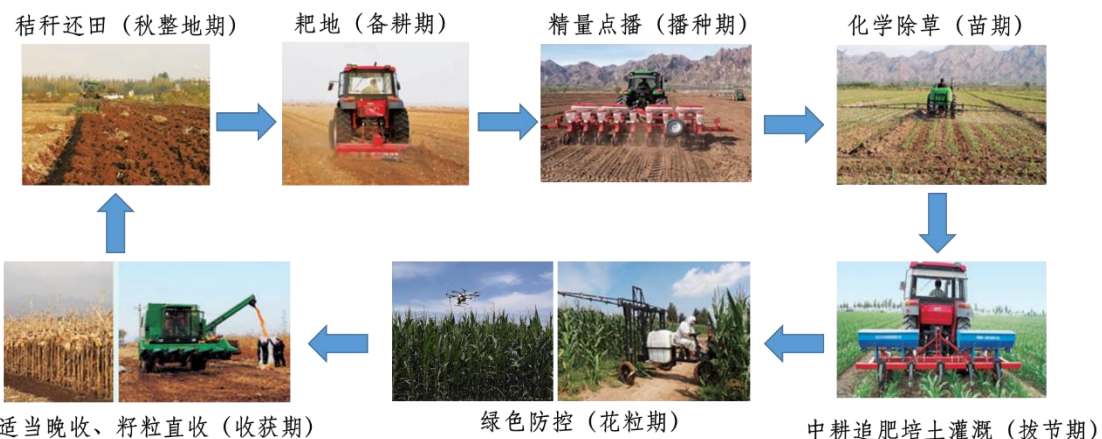 秸秆还田（秋整地期）
耙地（备耕期）
精量点播（播种期）
化学除草（苗期）
适当晚收、籽粒直收（收获期）
绿色防控（花粒期）
中耕追肥培土灌溉（拔节期）